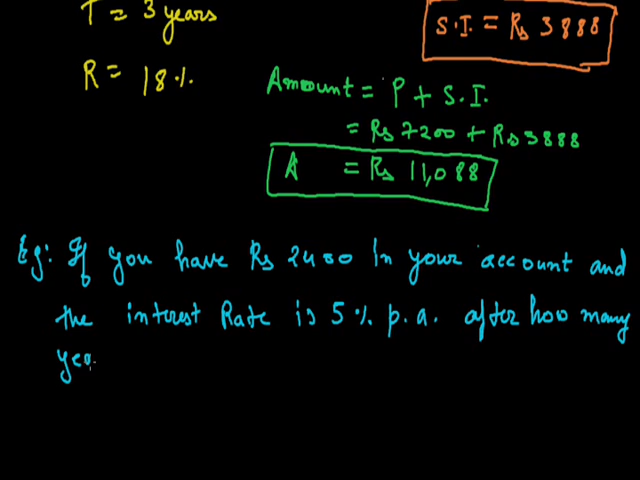 T = 3 years
S.I. = Rs 3888
R = 18%
Amount = P + S.I.
= Rs 7200 + Rs 3888
A = Rs 11,088
Eg: If you have Rs 2400 in your account and
the interest Rate is 5% p.a. after how many
yea